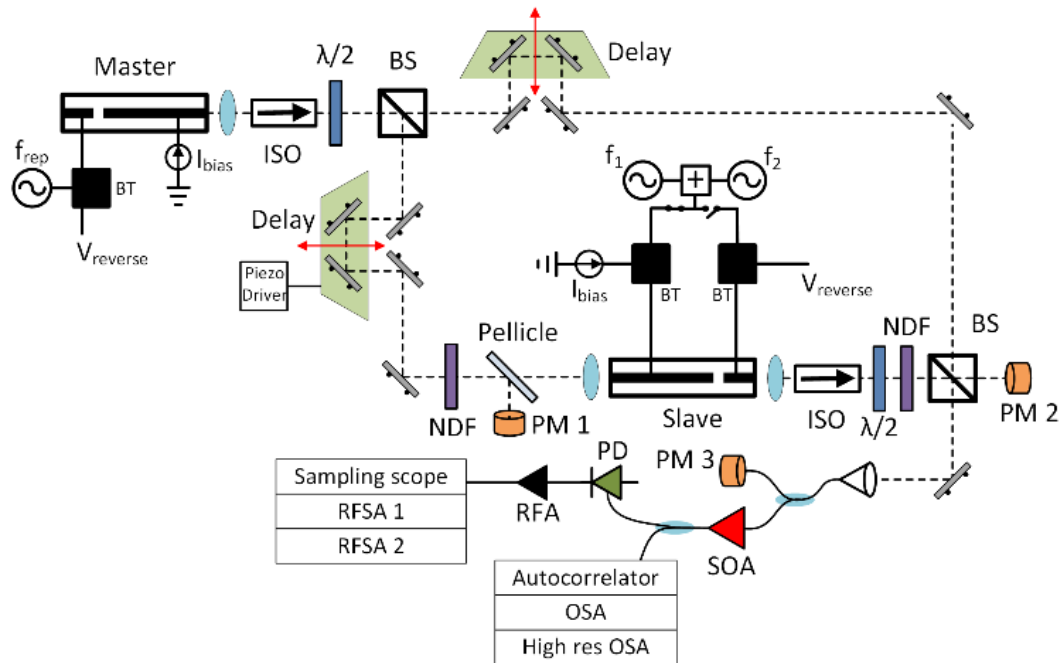 Master
λ/2
BS
Delay
ISO
I_bias
f_rep
BT
V_reverse
Delay
Piezo
Driver
f₁
+
f₂
I_bias
BT
BT
V_reverse
Pellicle
NDF
BS
NDF
PM 1
Slave
ISO
λ/2
PM 2
PD
PM 3
Sampling scope
RFSA 1
RFSA 2
RFA
SOA
Autocorrelator
OSA
High res OSA